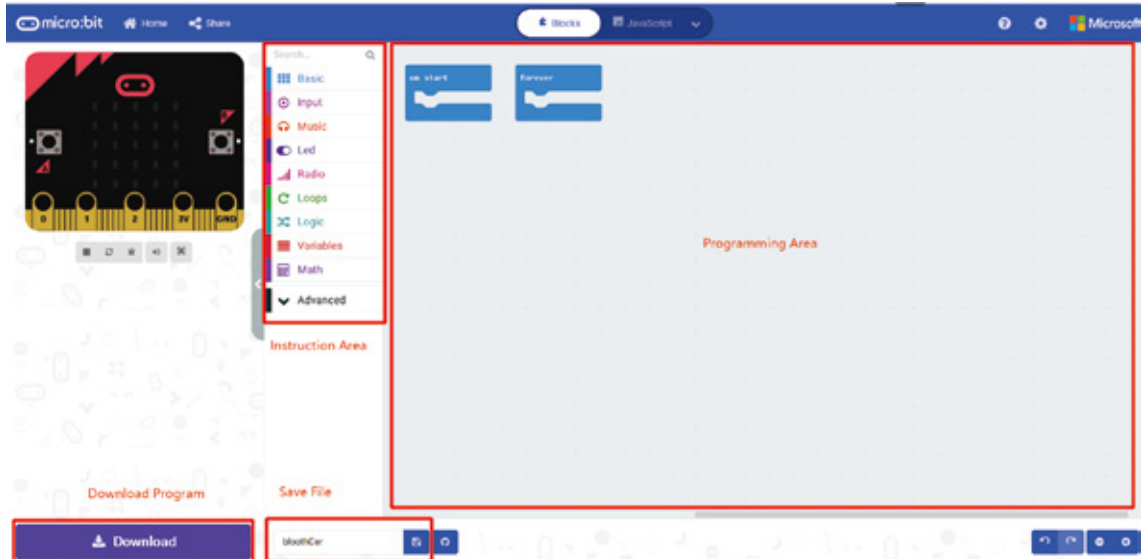 micro:bit Home Share Blocks JavaScript Microsoft
Search...
Basic
Input
Music
Led
Radio
Loops
Logic
Variables
Math
Advanced
Instruction Area
on start
forever
Programming Area
0 1 2 3V GND
Download Program
Save File
Download
bloothCar